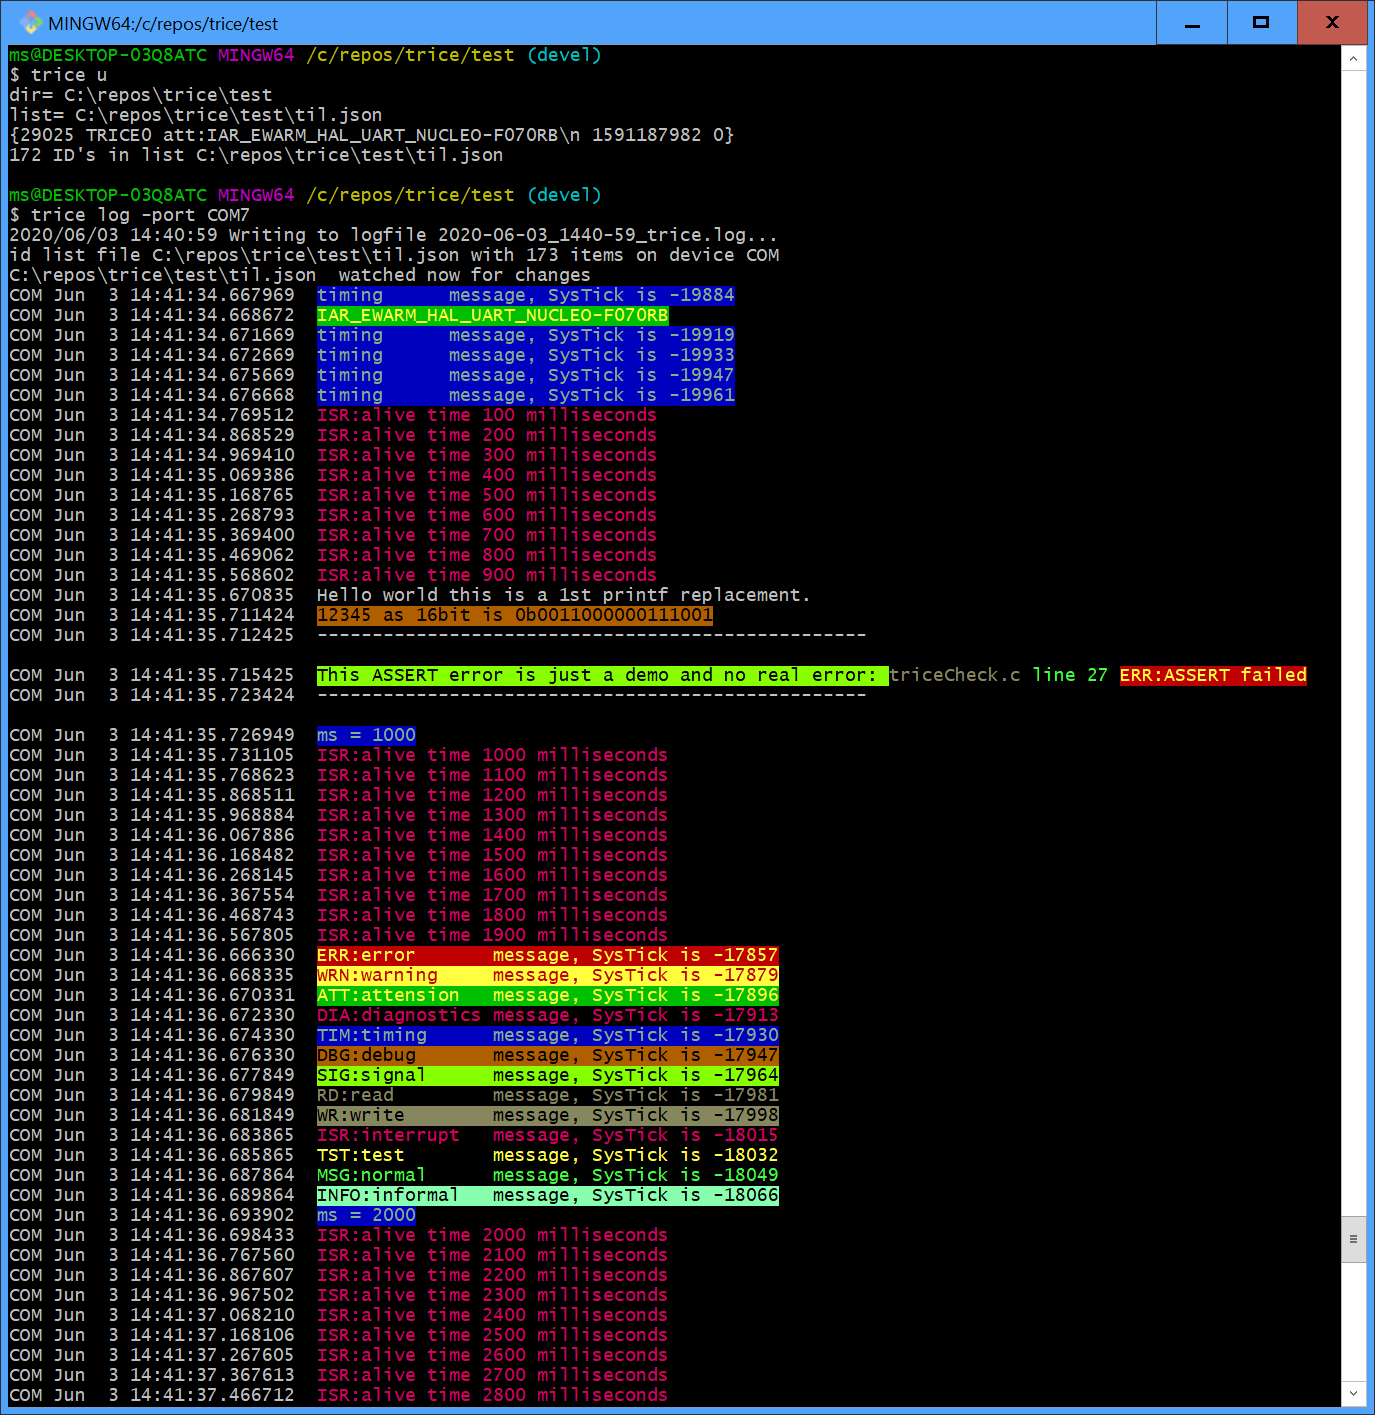 MINGW64:/c/repos/trice/test
ms@DESKTOP-03Q8ATC MINGW64 /c/repos/trice/test (devel)
$ trice u
dir= C:\repos\trice\test
list= C:\repos\trice\test\til.json
{29025 TRICE0 att:IAR_EWARM_HAL_UART_NUCLEO-F070RB\n 1591187982 0}
172 ID's in list C:\repos\trice\test\til.json
ms@DESKTOP-03Q8ATC MINGW64 /c/repos/trice/test (devel)
$ trice log -port COM7
2020/06/03 14:40:59 Writing to logfile 2020-06-03_1440-59_trice.log...
id list file C:\repos\trice\test\til.json with 173 items on device COM
C:\repos\trice\test\til.json  watched now for changes
COM Jun  3 14:41:34.667969  timing      message, SysTick is -19884
COM Jun  3 14:41:34.668672  IAR_EWARM_HAL_UART_NUCLEO-F070RB
COM Jun  3 14:41:34.671669  timing      message, SysTick is -19919
COM Jun  3 14:41:34.672669  timing      message, SysTick is -19933
COM Jun  3 14:41:34.675669  timing      message, SysTick is -19947
COM Jun  3 14:41:34.676668  timing      message, SysTick is -19961
COM Jun  3 14:41:34.769512  ISR:alive time 100 milliseconds
COM Jun  3 14:41:34.868529  ISR:alive time 200 milliseconds
COM Jun  3 14:41:34.969410  ISR:alive time 300 milliseconds
COM Jun  3 14:41:35.069386  ISR:alive time 400 milliseconds
COM Jun  3 14:41:35.168765  ISR:alive time 500 milliseconds
COM Jun  3 14:41:35.268793  ISR:alive time 600 milliseconds
COM Jun  3 14:41:35.369400  ISR:alive time 700 milliseconds
COM Jun  3 14:41:35.469062  ISR:alive time 800 milliseconds
COM Jun  3 14:41:35.568602  ISR:alive time 900 milliseconds
COM Jun  3 14:41:35.670835  Hello world this is a 1st printf replacement.
COM Jun  3 14:41:35.711424  12345 as 16bit is 0b0011000000111001
COM Jun  3 14:41:35.712425  --------------------------------------------------
COM Jun  3 14:41:35.715425  This ASSERT error is just a demo and no real error: triceCheck.c line 27 ERR:ASSERT failed
COM Jun  3 14:41:35.723424  --------------------------------------------------
COM Jun  3 14:41:35.726949  ms = 1000
COM Jun  3 14:41:35.731105  ISR:alive time 1000 milliseconds
COM Jun  3 14:41:35.768623  ISR:alive time 1100 milliseconds
COM Jun  3 14:41:35.868511  ISR:alive time 1200 milliseconds
COM Jun  3 14:41:35.968884  ISR:alive time 1300 milliseconds
COM Jun  3 14:41:36.067886  ISR:alive time 1400 milliseconds
COM Jun  3 14:41:36.168482  ISR:alive time 1500 milliseconds
COM Jun  3 14:41:36.268145  ISR:alive time 1600 milliseconds
COM Jun  3 14:41:36.367554  ISR:alive time 1700 milliseconds
COM Jun  3 14:41:36.468743  ISR:alive time 1800 milliseconds
COM Jun  3 14:41:36.567805  ISR:alive time 1900 milliseconds
COM Jun  3 14:41:36.666330  ERR:error       message, SysTick is -17857
COM Jun  3 14:41:36.668335  WRN:warning     message, SysTick is -17879
COM Jun  3 14:41:36.670331  ATT:attension   message, SysTick is -17896
COM Jun  3 14:41:36.672330  DIA:diagnostics message, SysTick is -17913
COM Jun  3 14:41:36.674330  TIM:timing      message, SysTick is -17930
COM Jun  3 14:41:36.676330  DBG:debug       message, SysTick is -17947
COM Jun  3 14:41:36.677849  SIG:signal      message, SysTick is -17964
COM Jun  3 14:41:36.679849  RD:read         message, SysTick is -17981
COM Jun  3 14:41:36.681849  WR:write        message, SysTick is -17998
COM Jun  3 14:41:36.683865  ISR:interrupt   message, SysTick is -18015
COM Jun  3 14:41:36.685865  TST:test        message, SysTick is -18032
COM Jun  3 14:41:36.687864  MSG:normal      message, SysTick is -18049
COM Jun  3 14:41:36.689864  INFO:informal   message, SysTick is -18066
COM Jun  3 14:41:36.693902  ms = 2000
COM Jun  3 14:41:36.698433  ISR:alive time 2000 milliseconds
COM Jun  3 14:41:36.767560  ISR:alive time 2100 milliseconds
COM Jun  3 14:41:36.867607  ISR:alive time 2200 milliseconds
COM Jun  3 14:41:36.967502  ISR:alive time 2300 milliseconds
COM Jun  3 14:41:37.068210  ISR:alive time 2400 milliseconds
COM Jun  3 14:41:37.168106  ISR:alive time 2500 milliseconds
COM Jun  3 14:41:37.267605  ISR:alive time 2600 milliseconds
COM Jun  3 14:41:37.367613  ISR:alive time 2700 milliseconds
COM Jun  3 14:41:37.466712  ISR:alive time 2800 milliseconds